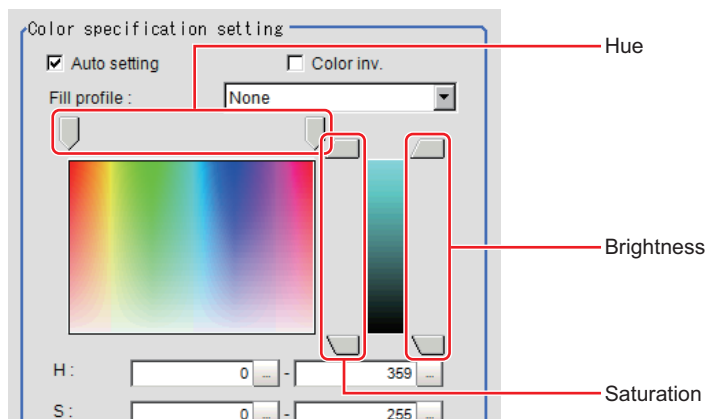 Color specification setting
Hue
Auto setting
Color inv.
Fill profile :
None
Brightness
H :
0 ... - 359 ...
Saturation
S :
0 ... - 255 ...